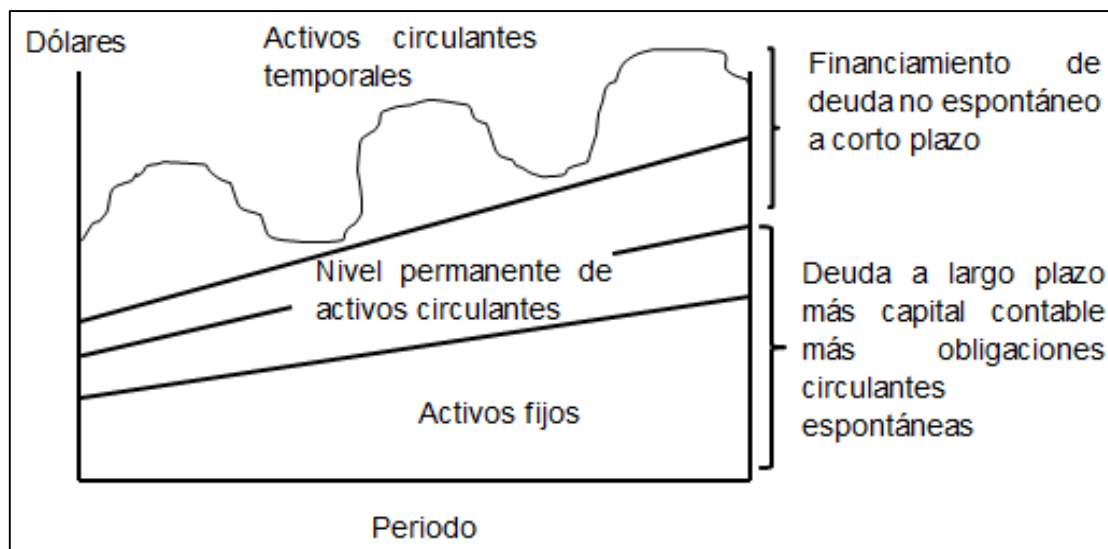 Dólares
Activos circulantes
temporales
Financiamiento de
deuda no espontáneo
a corto plazo
Nivel permanente de
activos circulantes
Deuda a largo plazo
más capital contable
más obligaciones
circulantes
espontáneas
Activos fijos
Periodo